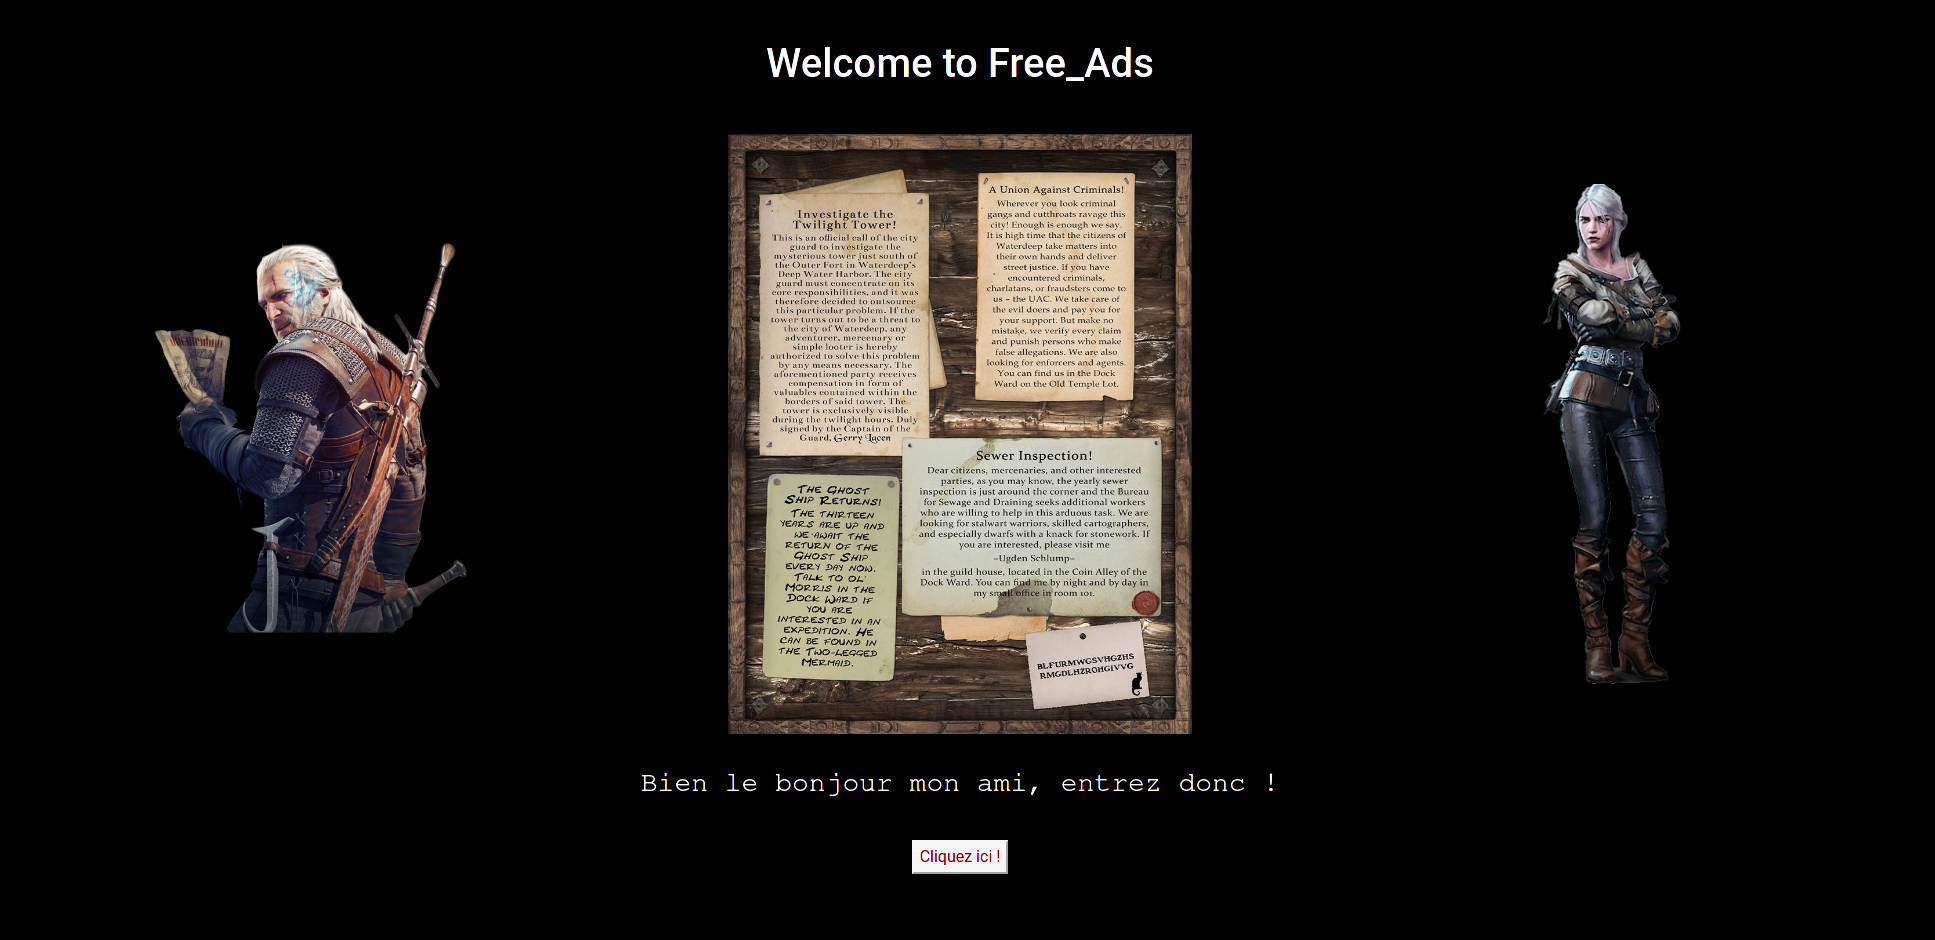 Welcome to Free_Ads
Investigate the
Twilight Tower!
This is an official call of the city
guard to investigate the
mysterious tower just south of
the Outer Fort in Waterdeep's
Deep Water Harbor. The city
guard must concentrate on its
core responsibilities, and it was
therefore decided to outsource
this particular problem. If the
tower turns out to be a threat to
the city of Waterdeep, any
adventurer, mercenary or
simple looter is hereby
authorized to solve this problem
by any means necessary. The
aforementioned party receives
compensation in form of
valuables contained within the
borders of said tower. The
tower is exclusively visible
during the twilight hours. Duly
signed by the Captain of the
Guard, Gerry Lacen
A Union Against Criminals!
Wherever you look criminal
gangs and cutthroats ravage this
city! Enough is enough we say.
It is high time that the citizens of
Waterdeep take matters into
their own hands and deliver
street justice. If you have
encountered criminals,
charlatans, or fraudsters come to
us – the UAC. We take care of
the evil doers and pay you for
your support. But make no
mistake, we verify every claim
and punish persons who make
false allegations. We are also
looking for enforcers and agents.
You can find us in the Dock
Ward on the Old Temple Lot.
Sewer Inspection!
Dear citizens, mercenaries, and other interested
parties, as you may know, the yearly sewer
inspection is just around the corner and the Bureau
for Sewage and Draining seeks additional workers
who are willing to help in this arduous task. We are
looking for stalwart warriors, skilled cartographers,
and especially dwarfs with a knack for stonework. If
you are interested, please visit me
–Ugden Schlump–
in the guild house, located in the Coin Alley of the
Dock Ward. You can find me by night and by day in
my small office in room 101.
The Ghost
Ship Returns!
The thirteen
years are up and
we await the
return of the
Ghost Ship
every day now.
Talk to ol'
Morris in the
Dock Ward if
you are
interested in an
expedition. He
can be found in
the Two-Legged
Mermaid.
BLFURMWGSVHGZHS
RMGDLHZROHGIVVG
Bien le bonjour mon ami, entrez donc !
Cliquez ici !